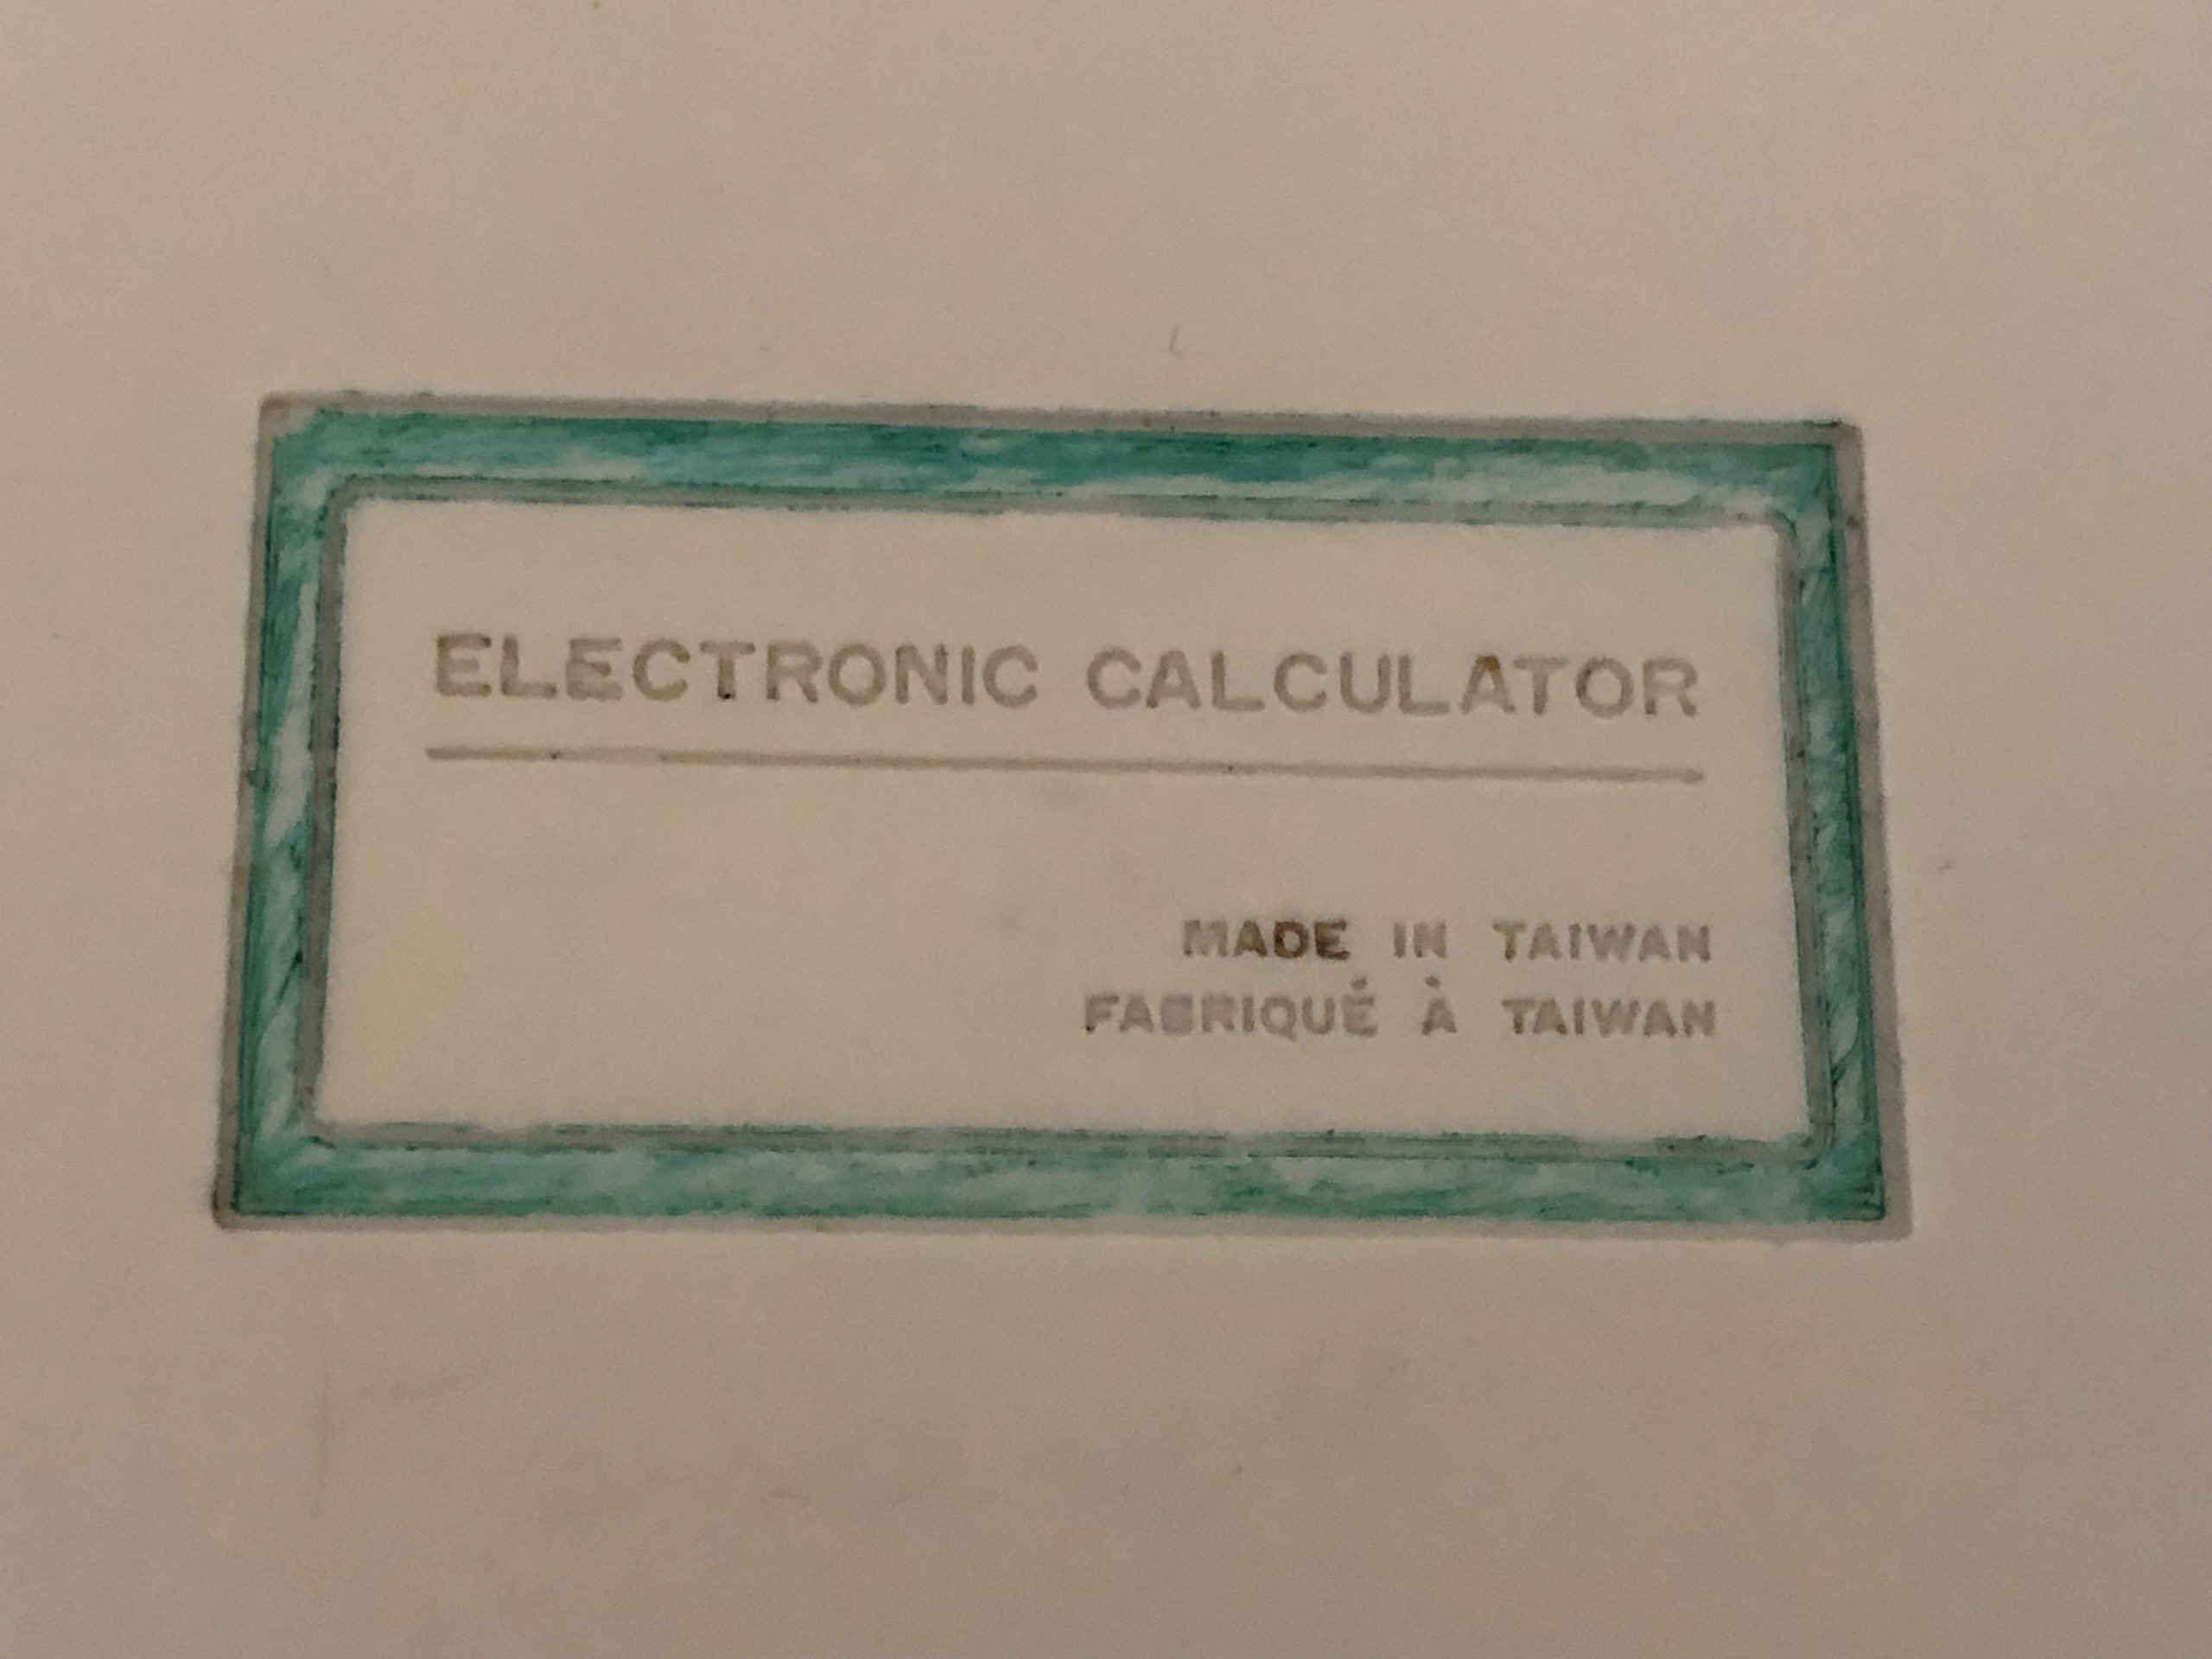 ELECTRONIC CALCULATOR
MADE IN TAIWAN
FABRIQUÉ À TAIWAN